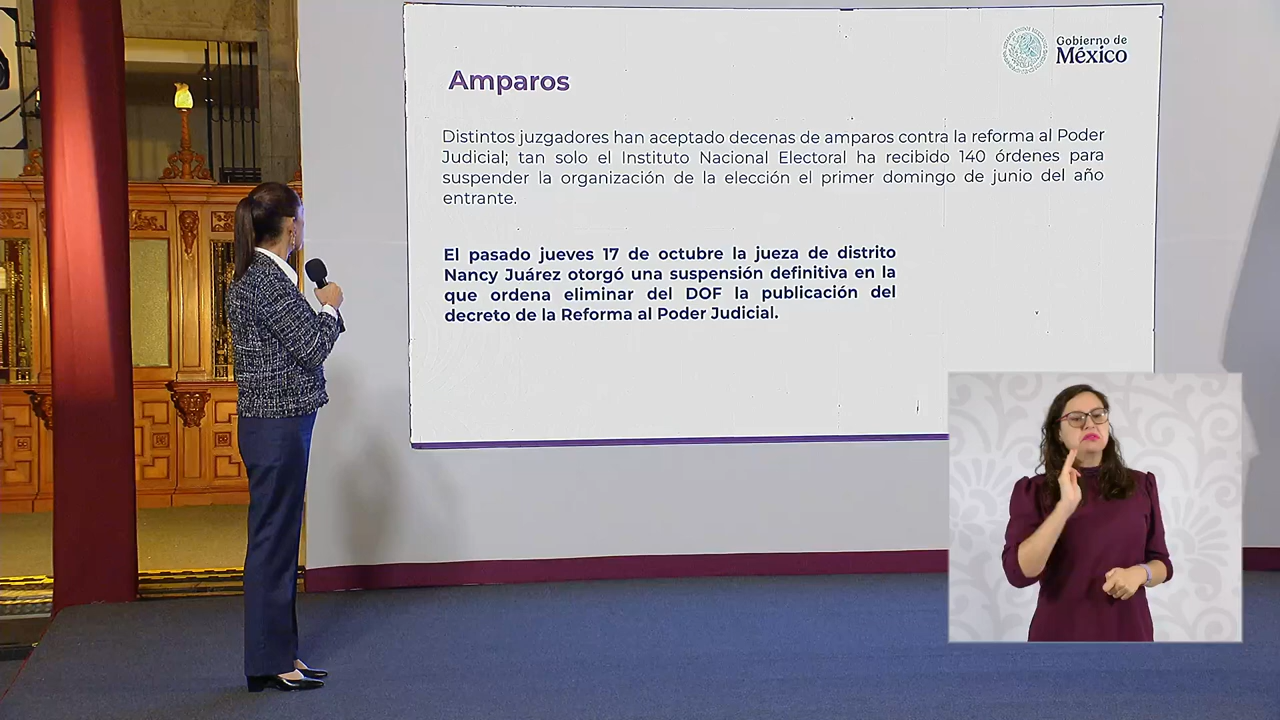 Gobierno de
México
Amparos
Distintos juzgadores han aceptado decenas de amparos contra la reforma al Poder
Judicial; tan solo el Instituto Nacional Electoral ha recibido 140 órdenes para
suspender la organización de la elección el primer domingo de junio del año
entrante.
El pasado jueves 17 de octubre la jueza de distrito
Nancy Juárez otorgó una suspensión definitiva en la
que ordena eliminar del DOF la publicación del
decreto de la Reforma al Poder Judicial.